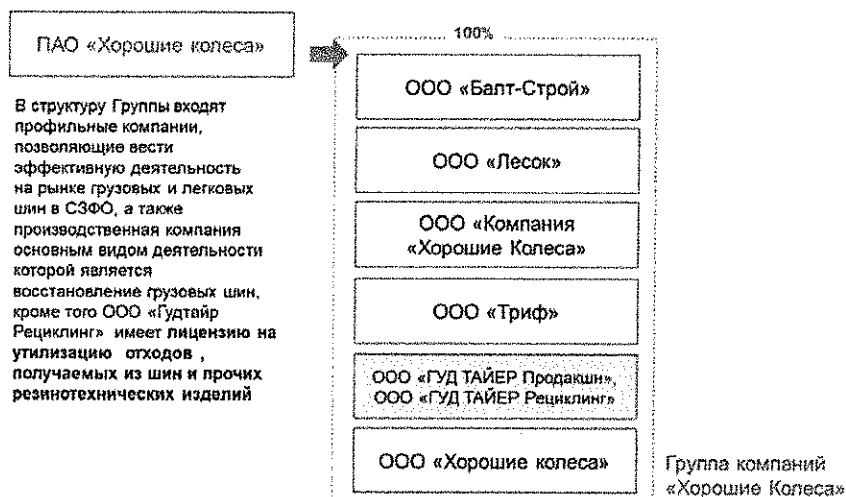 ПАО «Хорошие колеса»
100%
В структуру Группы входят
профильные компании,
позволяющие вести
эффективную деятельность
на рынке грузовых и легковых
шин в СЗФО, а также
производственная компания
основным видом деятельности
которой является
восстановление грузовых шин,
кроме того ООО «Гудтайр
Рециклинг» имеет лицензию на
утилизацию отходов ,
получаемых из шин и прочих
резинотехнических изделий
ООО «Балт-Строй»
ООО «Лесок»
ООО «Компания
«Хорошие Колеса»
ООО «Триф»
ООО «ГУД ТАЙЕР Продакшн»,
ООО «ГУД ТАЙЕР Рециклинг»
ООО «Хорошие колеса»
Группа компаний
«Хорошие Колеса»